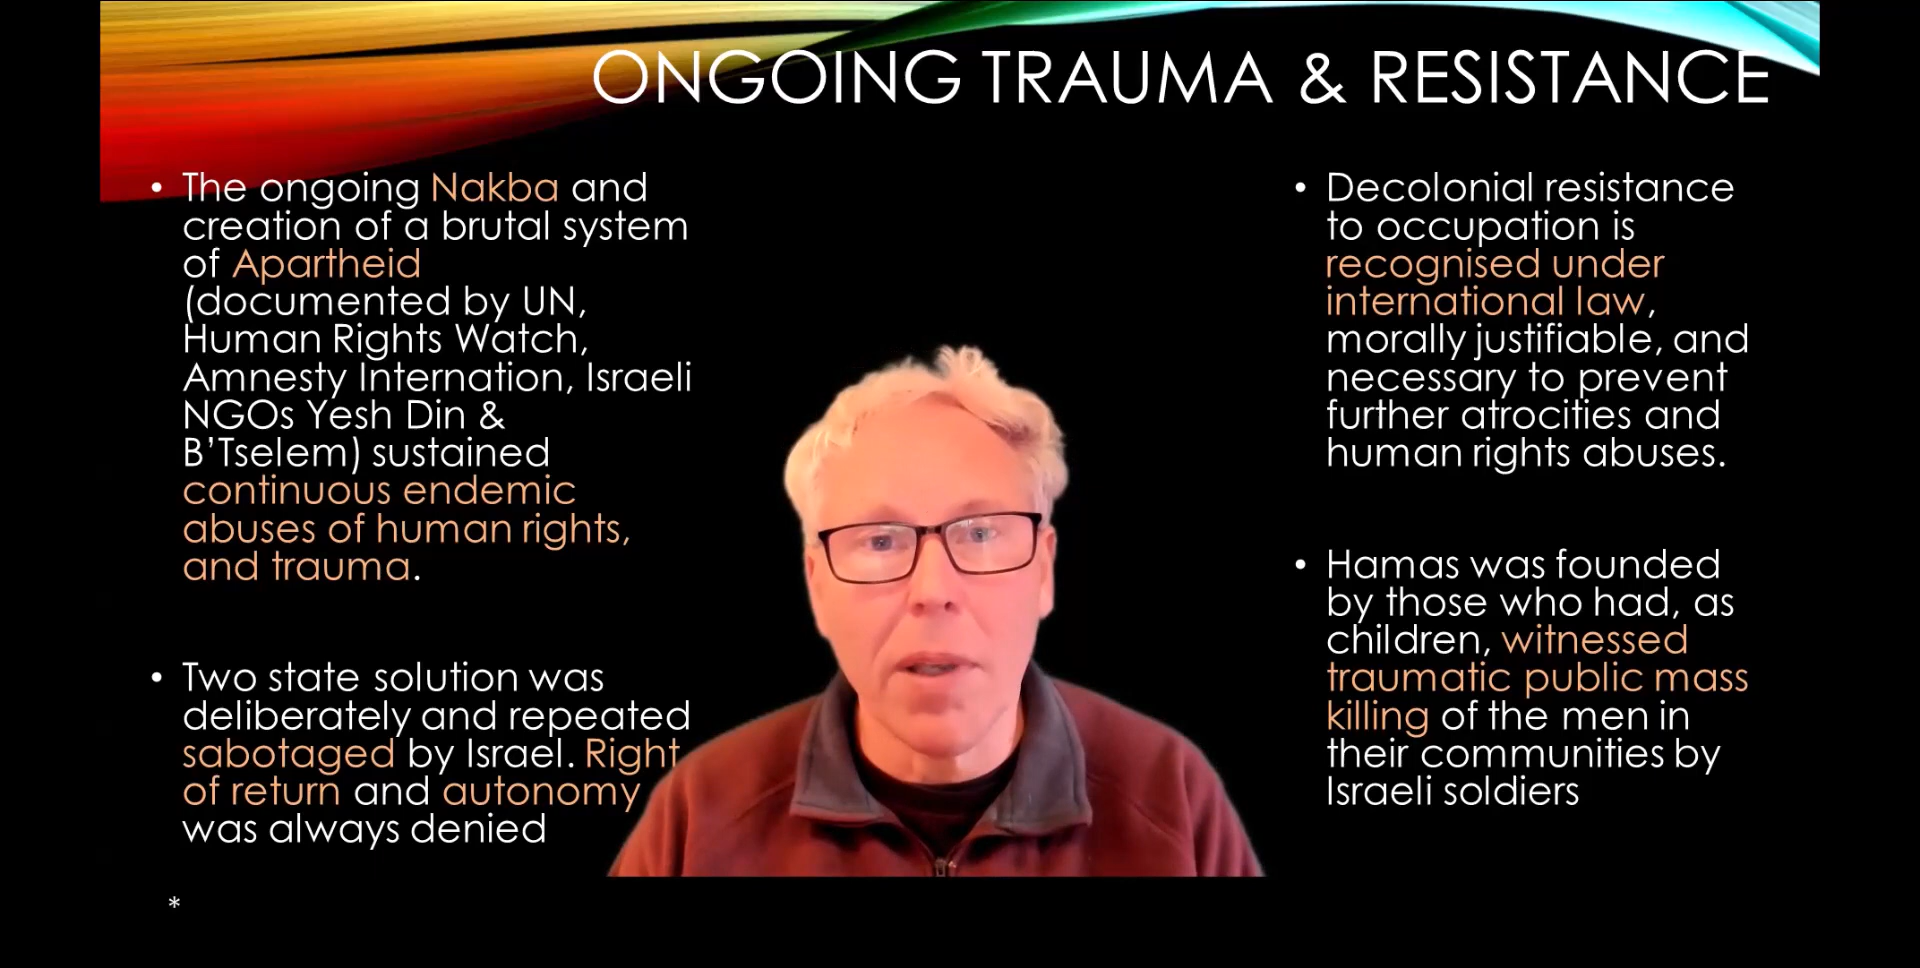 ONGOING TRAUMA & RESISTANCE
• The ongoing Nakba and
creation of a brutal system
of Apartheid
(documented by UN,
Human Rights Watch,
Amnesty Internation, Israeli
NGOs Yesh Din &
B'Tselem) sustained
continuous endemic
abuses of human rights,
and trauma.
• Two state solution was
deliberately and repeated
sabotaged by Israel. Right
of return and autonomy
was always denied
*
• Decolonial resistance
to occupation is
recognised under
international law,
morally justifiable, and
necessary to prevent
further atrocities and
human rights abuses.
• Hamas was founded
by those who had, as
children, witnessed
traumatic public mass
killing of the men in
their communities by
Israeli soldiers